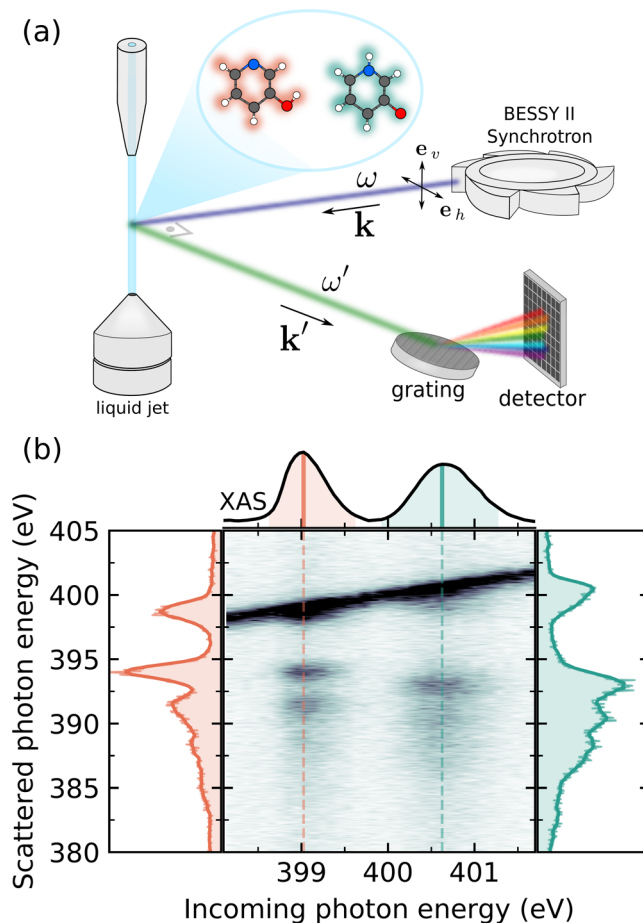 (a)
BESSY II
Synchrotron
e_v
ω
e_h
k
ω'
k'
grating
detector
liquid jet
(b)
XAS
Scattered photon energy (eV)
405
400
395
390
385
380
399 400 401
Incoming photon energy (eV)